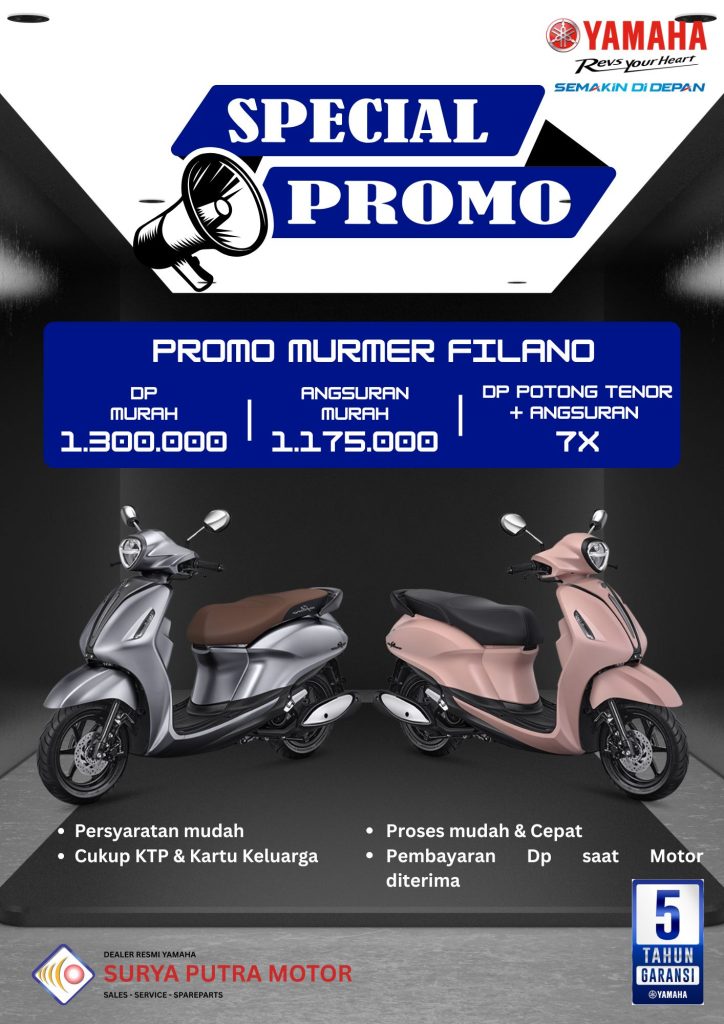 YAMAHA
Revs Your Heart
SEMAKIN Di DEPAN
SPECIAL
PROMO
PROMO MURMER FILANO
DP
MURAH
1.300.000
ANGSURAN
MURAH
1.175.000
DP POTONG TENOR
+ ANGSURAN
7X
• Persyaratan mudah
• Cukup KTP & Kartu Keluarga
• Proses mudah & Cepat
• Pembayaran Dp saat Motor
diterima
5
TAHUN
GARANSI
YAMAHA
DEALER RESMI YAMAHA
SURYA PUTRA MOTOR
SALES - SERVICE - SPAREPARTS